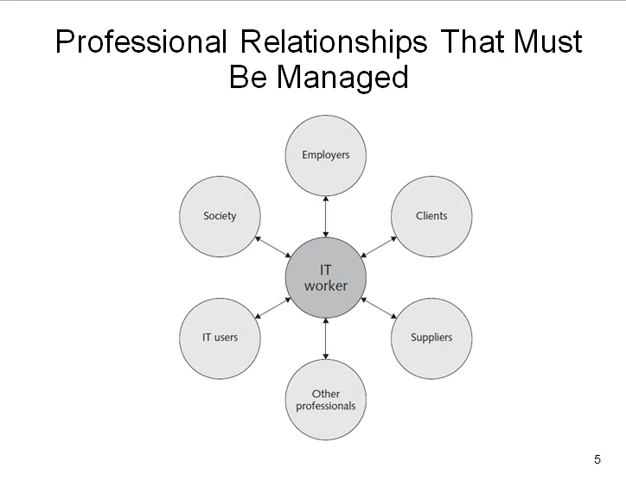 Professional Relationships That Must
Be Managed
Employers
Society
Clients
IT
worker
IT users
Suppliers
Other
professionals
5